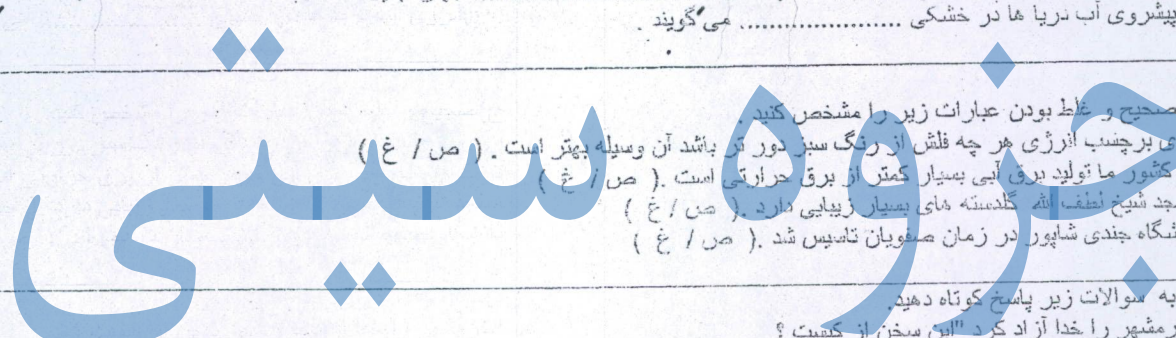 پیشروی آب دریا ها در خشکی ..................... می گویند .
صحیح و غلط بودن عبارات زیر را مشخص کنید .
ی برچسب انرژی هر چه فلش از رنگ سبز دور تر باشد آن وسیله بهتر است . ( ص / غ )
کشور ما تولید برق آبی بسیار کمتر از برق حرارتی است .( ص / غ )
جد شیخ لطف الله گلدسته های بسیار زیبایی دارد .( ص / غ )
شگاه جندی شاپور در زمان صفویان تاسیس شد .( ص / غ )
به سوالات زیر پاسخ کوتاه دهید.
رمشهر را خدا آزاد کرد "این سخن از کیست ؟
جزوه سیتی